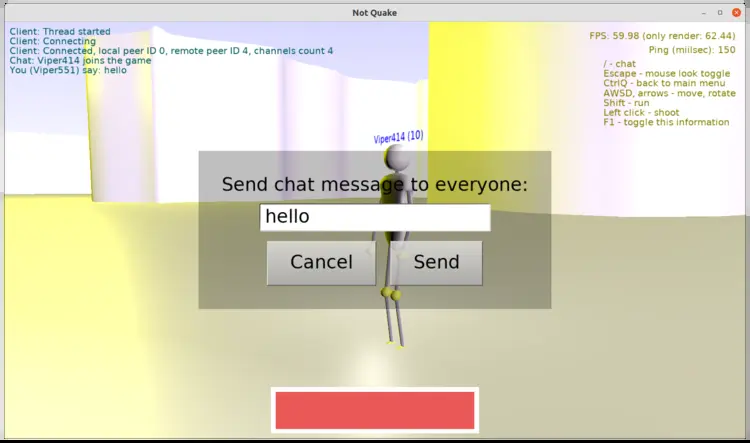 Not Quake
Client: Thread started
Client: Connecting
Client: Connected, local peer ID 0, remote peer ID 4, channels count 4
Chat: Viper414 joins the game
You (Viper551) say: hello
FPS: 59.98 (only render: 62.44)
Ping (miilsec): 150
/ - chat
Escape - mouse look toggle
CtrlQ - back to main menu
AWSD, arrows - move, rotate
Shift - run
Left click - shoot
F1 - toggle this information
Viper414 (10)
Send chat message to everyone:
hello
Cancel
Send